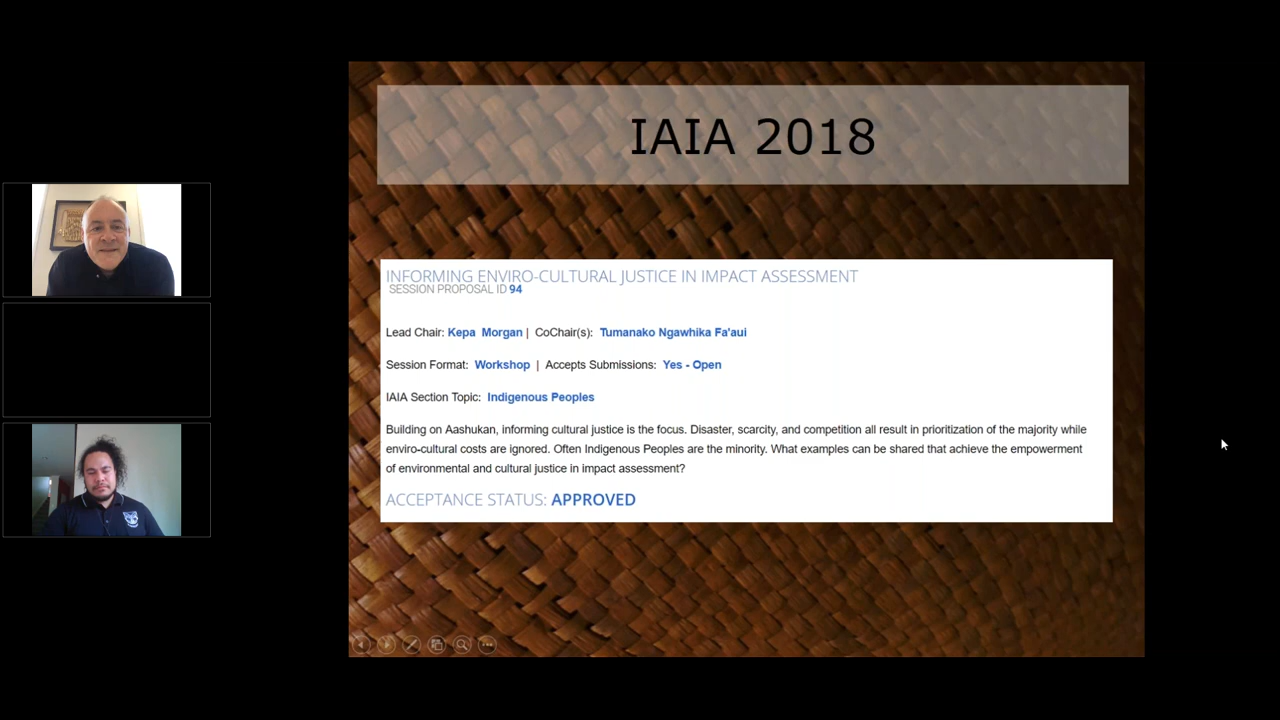 IAIA 2018
INFORMING ENVIRO-CULTURAL JUSTICE IN IMPACT ASSESSMENT
SESSION PROPOSAL ID 94
Lead Chair: Kepa Morgan | CoChair(s): Tumanako Ngawhika Fa'aui
Session Format: Workshop | Accepts Submissions: Yes - Open
IAIA Section Topic: Indigenous Peoples
Building on Aashukan, informing cultural justice is the focus. Disaster, scarcity, and competition all result in prioritization of the majority while
enviro-cultural costs are ignored. Often Indigenous Peoples are the minority. What examples can be shared that achieve the empowerment
of environmental and cultural justice in impact assessment?
ACCEPTANCE STATUS: APPROVED